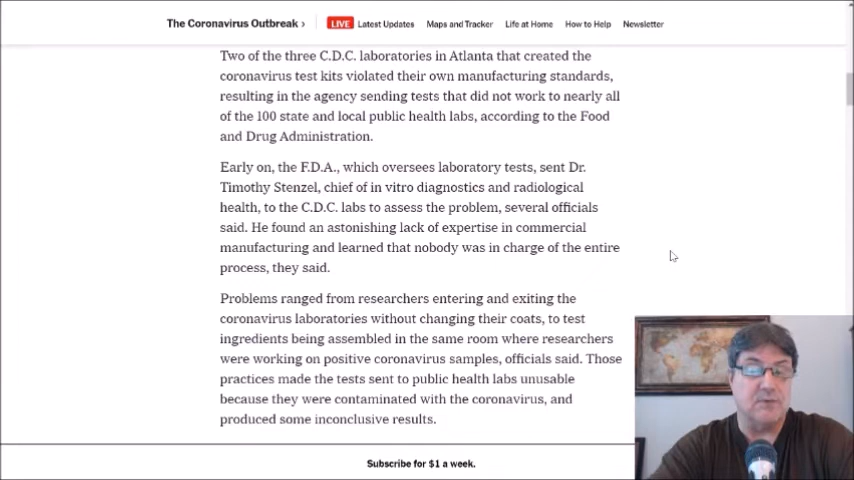 The Coronavirus Outbreak › LIVE Latest Updates Maps and Tracker Life at Home How to Help Newsletter
Two of the three C.D.C. laboratories in Atlanta that created the
coronavirus test kits violated their own manufacturing standards,
resulting in the agency sending tests that did not work to nearly all
of the 100 state and local public health labs, according to the Food
and Drug Administration.
Early on, the F.D.A., which oversees laboratory tests, sent Dr.
Timothy Stenzel, chief of in vitro diagnostics and radiological
health, to the C.D.C. labs to assess the problem, several officials
said. He found an astonishing lack of expertise in commercial
manufacturing and learned that nobody was in charge of the entire
process, they said.
Problems ranged from researchers entering and exiting the
coronavirus laboratories without changing their coats, to test
ingredients being assembled in the same room where researchers
were working on positive coronavirus samples, officials said. Those
practices made the tests sent to public health labs unusable
because they were contaminated with the coronavirus, and
produced some inconclusive results.
Subscribe for $1 a week.